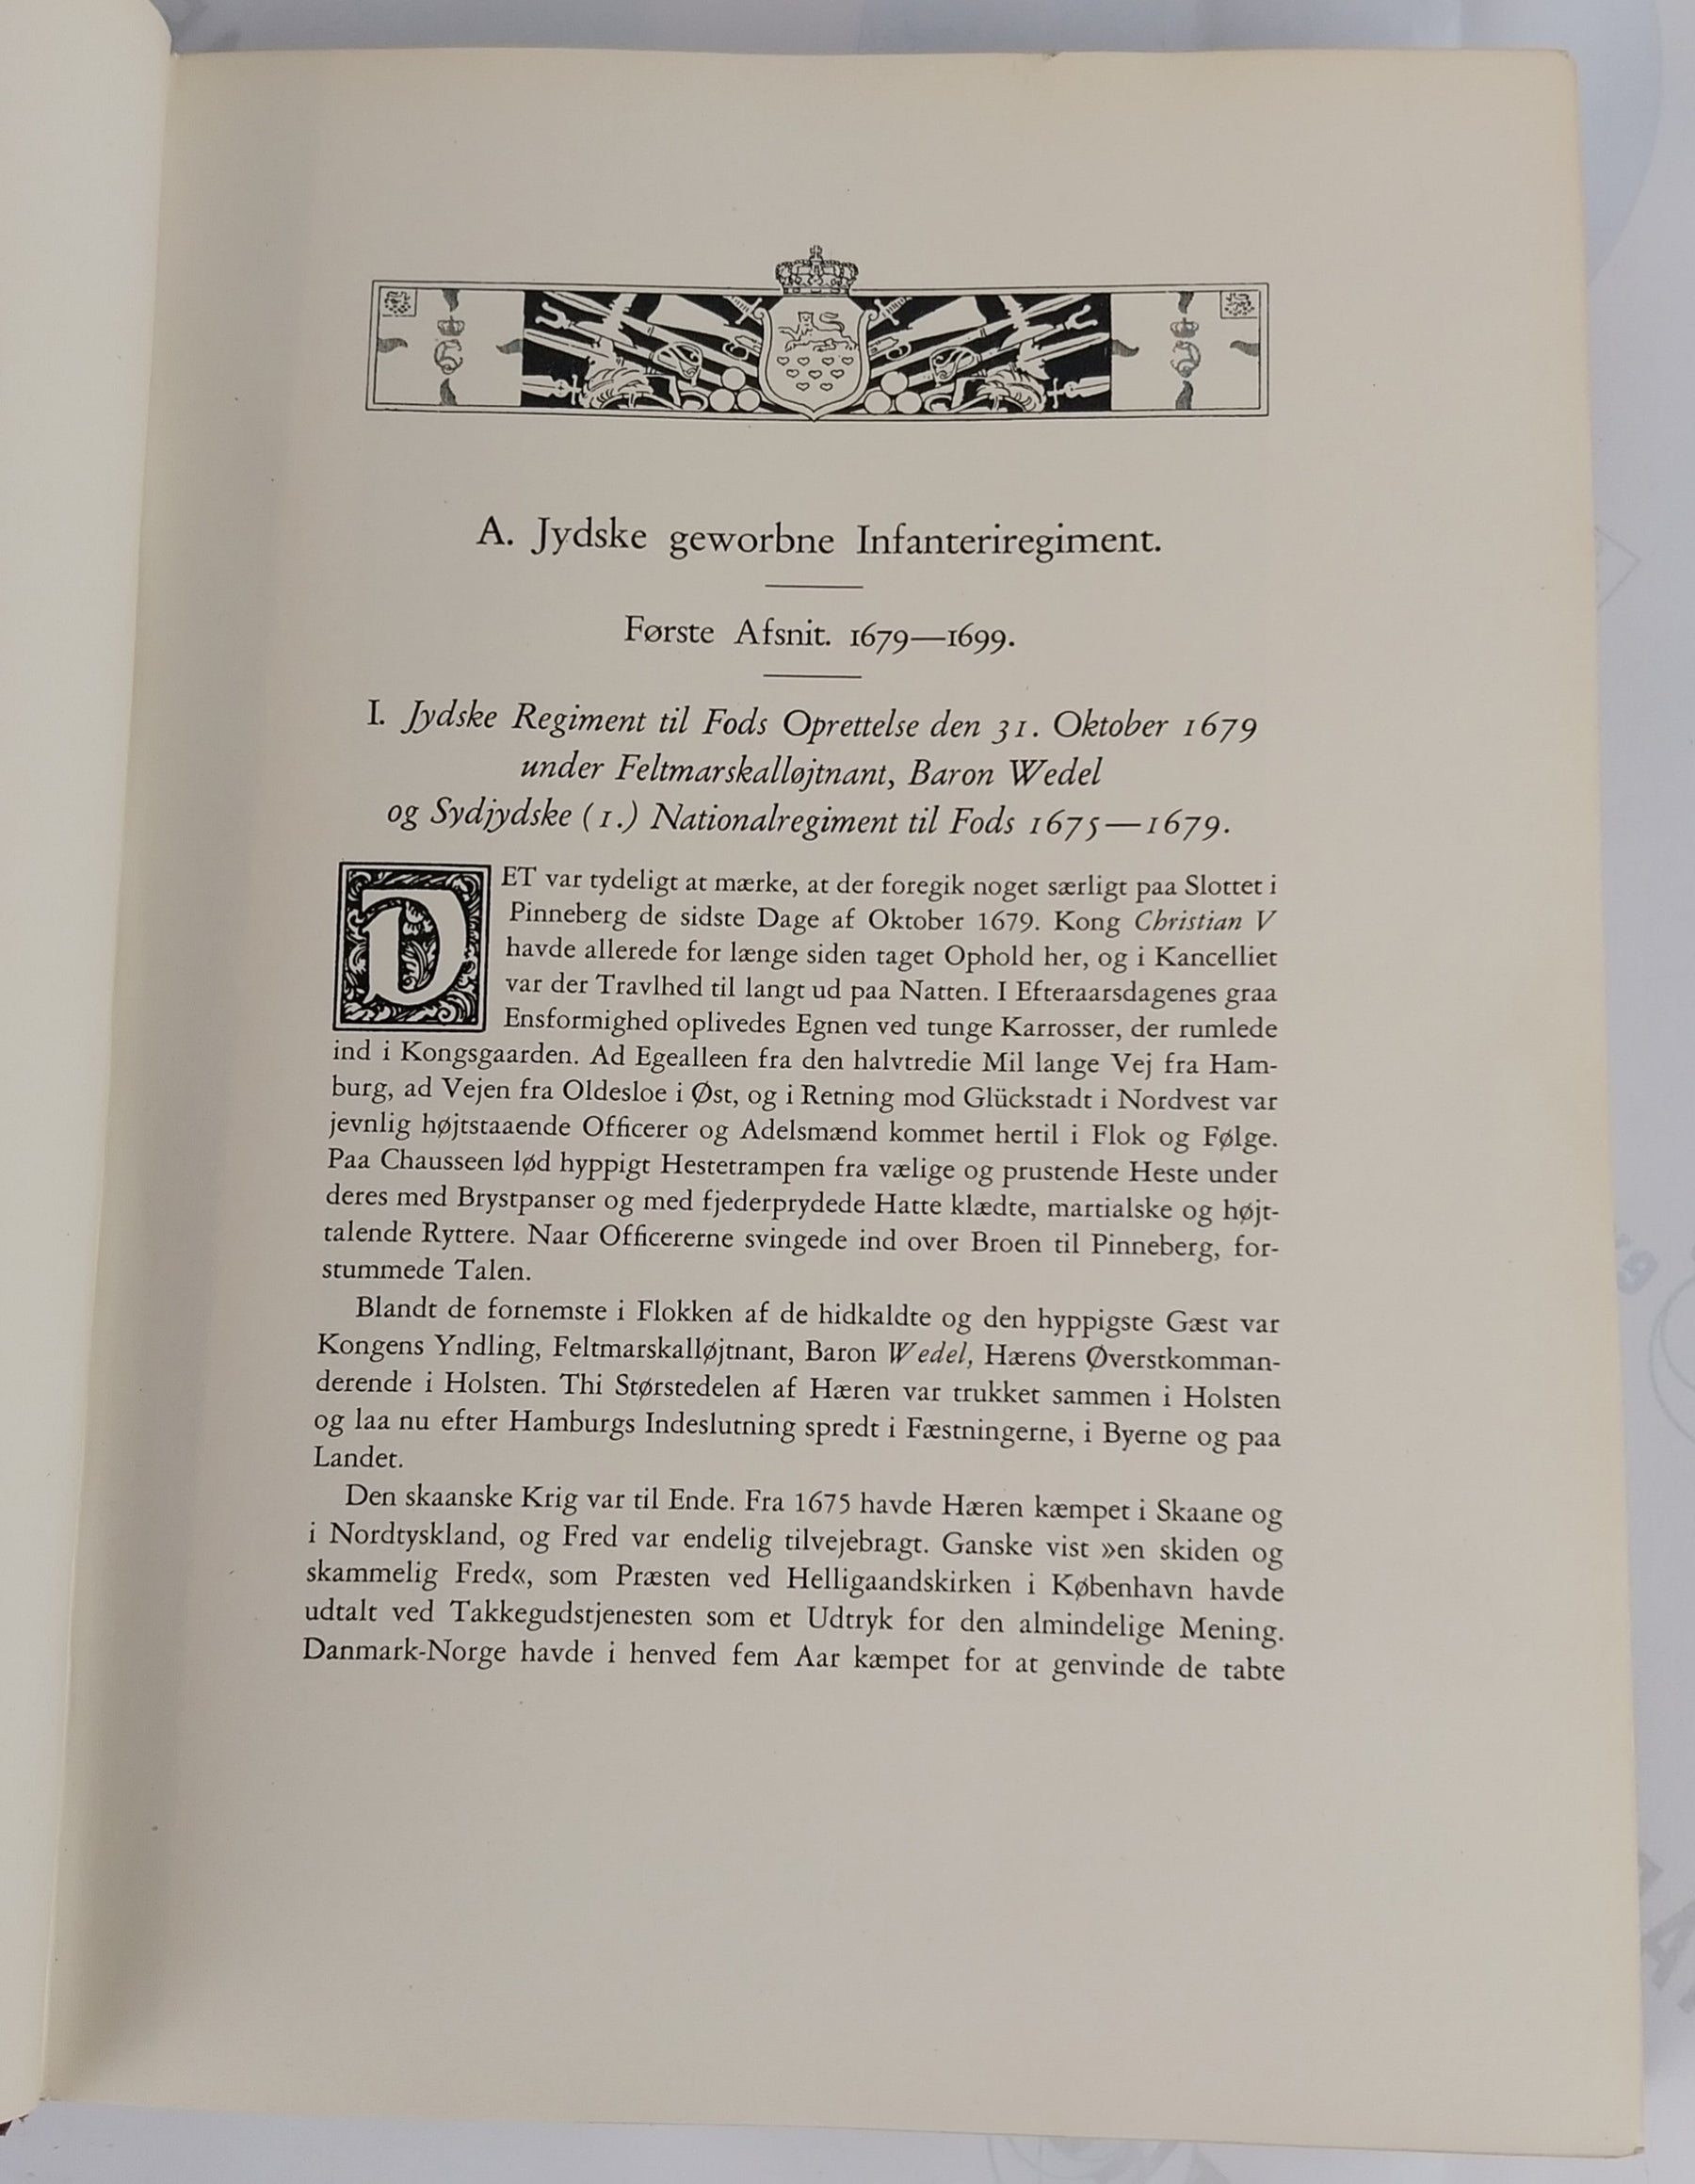 A. Jydske geworbne Infanteriregiment.
Første Afsnit. 1679—1699.
I. Jydske Regiment til Fods Oprettelse den 31. Oktober 1679
under Feltmarskalløjtnant, Baron Wedel
og Sydjydske (1.) Nationalregiment til Fods 1675—1679.
DET var tydeligt at mærke, at der foregik noget særligt paa Slottet i
Pinneberg de sidste Dage af Oktober 1679. Kong Christian V
havde allerede for længe siden taget Ophold her, og i Kancelliet
var der Travlhed til langt ud paa Natten. I Efteraarsdagenes graa
Ensformighed oplivedes Egnen ved tunge Karrosser, der rumlede
ind i Kongsgaarden. Ad Egealleen fra den halvtredie Mil lange Vej fra Ham-
burg, ad Vejen fra Oldesloe i Øst, og i Retning mod Glückstadt i Nordvest var
jevnlig højtstaaende Officerer og Adelsmænd kommet hertil i Flok og Følge.
Paa Chausseen lød hyppigt Hestetrampen fra vælige og prustende Heste under
deres med Brystpanser og med fjederprydede Hatte klædte, martialske og højt-
talende Ryttere. Naar Officererne svingede ind over Broen til Pinneberg, for-
stummede Talen.
Blandt de fornemste i Flokken af de hidkaldte og den hyppigste Gæst var
Kongens Yndling, Feltmarskalløjtnant, Baron Wedel, Hærens Øverstkomman-
derende i Holsten. Thi Størstedelen af Hæren var trukket sammen i Holsten
og laa nu efter Hamburgs Indeslutning spredt i Fæstningerne, i Byerne og paa
Landet.
Den skaanske Krig var til Ende. Fra 1675 havde Hæren kæmpet i Skaane og
i Nordtyskland, og Fred var endelig tilvejebragt. Ganske vist »en skiden og
skammelig Fred«, som Præsten ved Helligaandskirken i København havde
udtalt ved Takkegudstjenesten som et Udtryk for den almindelige Mening.
Danmark-Norge havde i henved fem Aar kæmpet for at genvinde de tabte